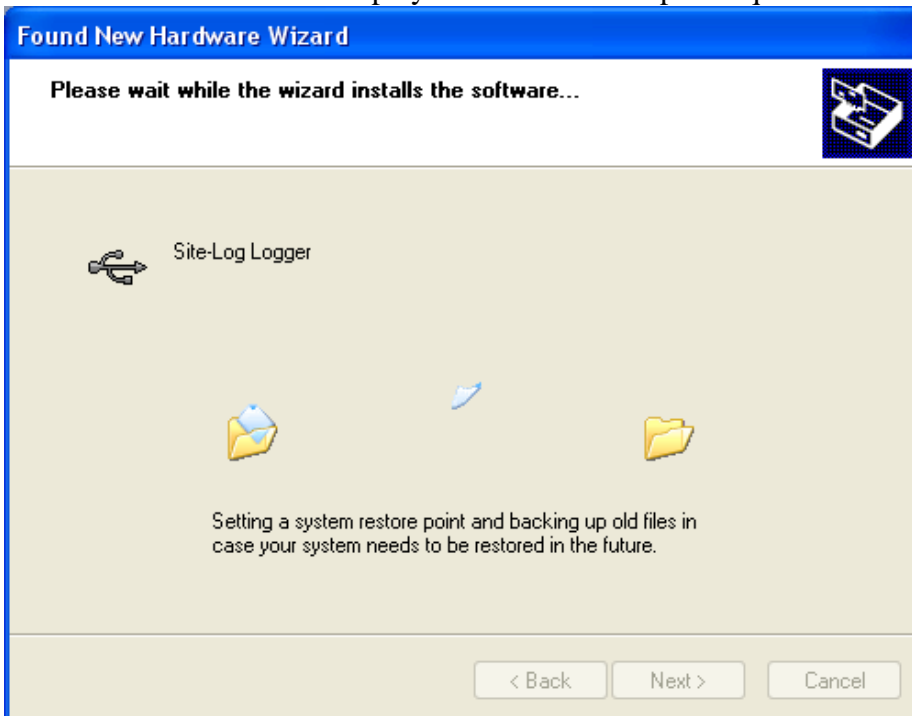 Found New Hardware Wizard
Please wait while the wizard installs the software...
Site-Log Logger
Setting a system restore point and backing up old files in
case your system needs to be restored in the future.
< Back Next > Cancel